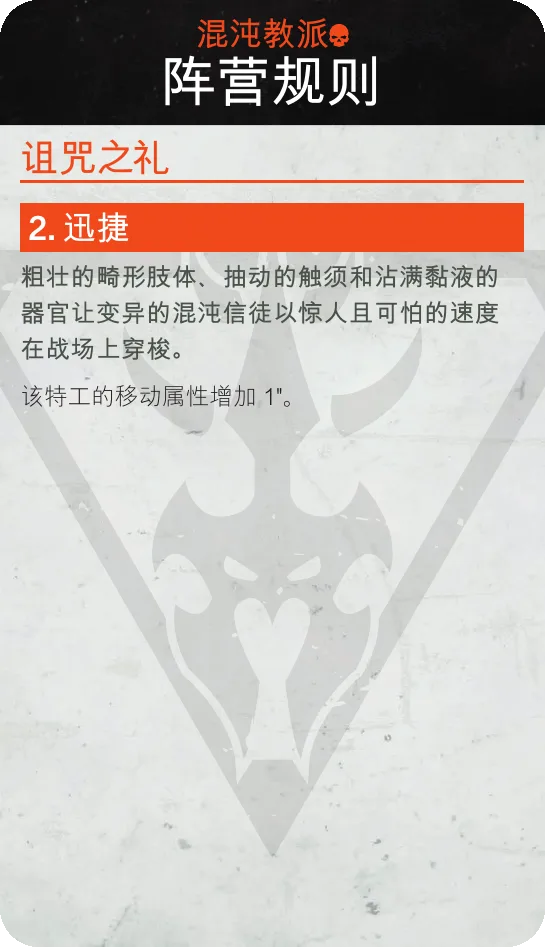 混沌教派
阵营规则
诅咒之礼
2. 迅捷
粗壮的畸形肢体、抽动的触须和沾满黏液的
器官让变异的混沌信徒以惊人且可怕的速度
在战场上穿梭。
该特工的移动属性增加 1"。